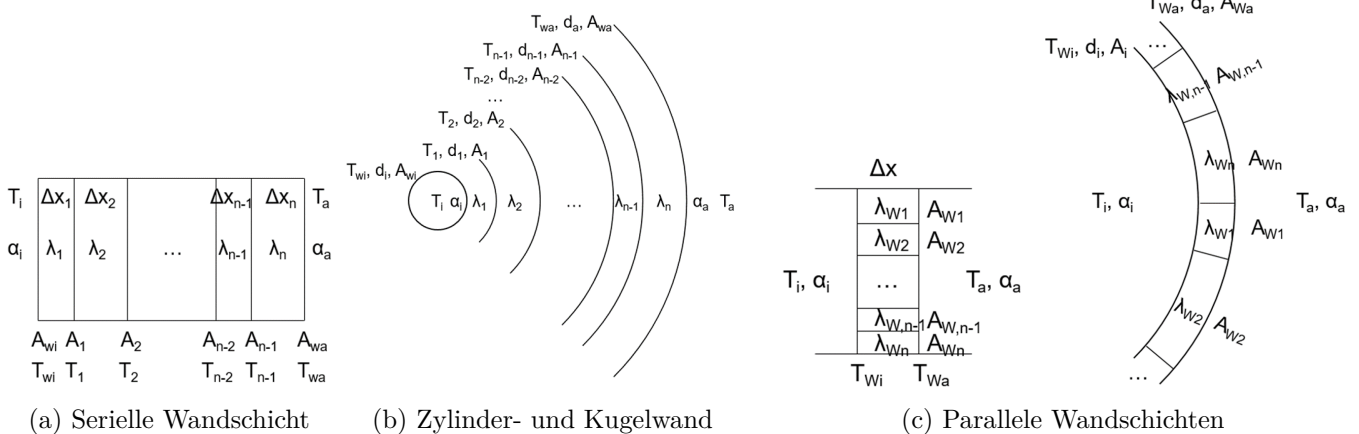 T_i Δx_1 Δx_2 Δx_n-1 Δx_n T_a
α_i λ_1 λ_2 … λ_n-1 λ_n α_a
A_wi A_1 A_2 A_n-2 A_n-1 A_wa
T_wi T_1 T_2 T_n-2 T_n-1 T_wa
(a) Serielle Wandschicht
T_wa, d_a, A_wa
T_n-1, d_n-1, A_n-1
T_n-2, d_n-2, A_n-2
…
T_2, d_2, A_2
T_1, d_1, A_1
T_wi, d_i, A_wi
T_i α_i λ_1 λ_2 … λ_n-1 λ_n α_a T_a
(b) Zylinder- und Kugelwand
Δx
λ_W1 A_W1
λ_W2 A_W2
T_i, α_i … T_a, α_a
λ_W,n-1 A_W,n-1
λ_Wn A_Wn
T_Wi T_Wa
T_Wa, d_a, A_Wa
T_Wi, d_i, A_i …
λ_W,n-1 A_W,n-1
λ_Wn A_Wn
T_i, α_i T_a, α_a
λ_W1 A_W1
λ_W2 A_W2
…
(c) Parallele Wandschichten